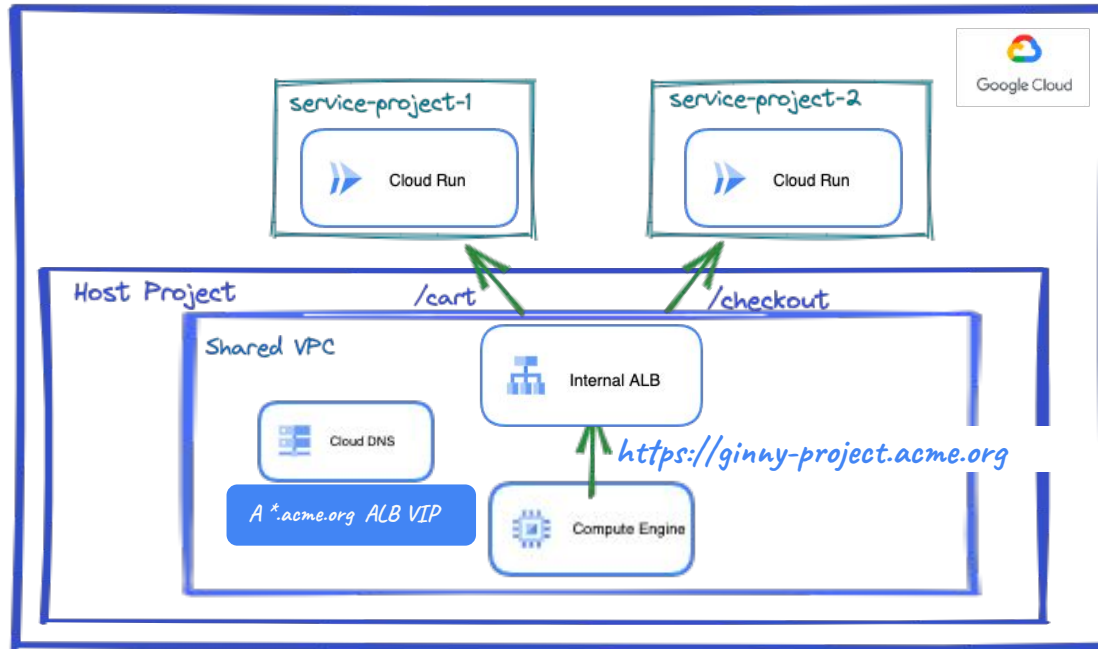 Google Cloud
service-project-1
service-project-2
Cloud Run
Cloud Run
Host Project
/cart
/checkout
Shared VPC
Internal ALB
Cloud DNS
https://ginny-project.acme.org
A *.acme.org ALB VIP
Compute Engine